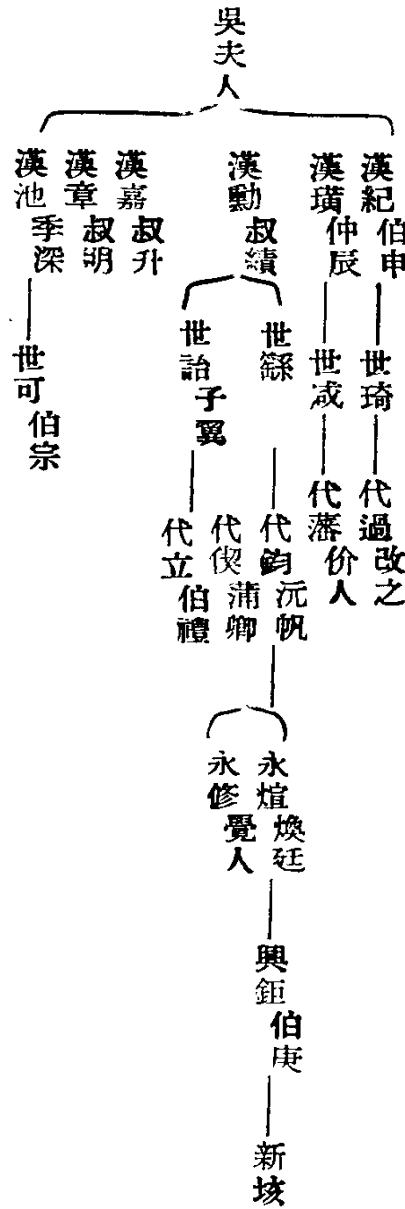 吳夫人
漢紀 伯申
漢璜 仲辰
漢勳 叔績
漢嘉 叔升
漢章 叔明
漢池 季深
世琦
世咸
世繇
世詒 子翼
世可 伯宗
代過 改之
代藩 价人
代鈞 沅帆
代偰 蒲卿
代立 伯禮
永煊 煥廷
永修 覺人
興鉅 伯庚
新垓